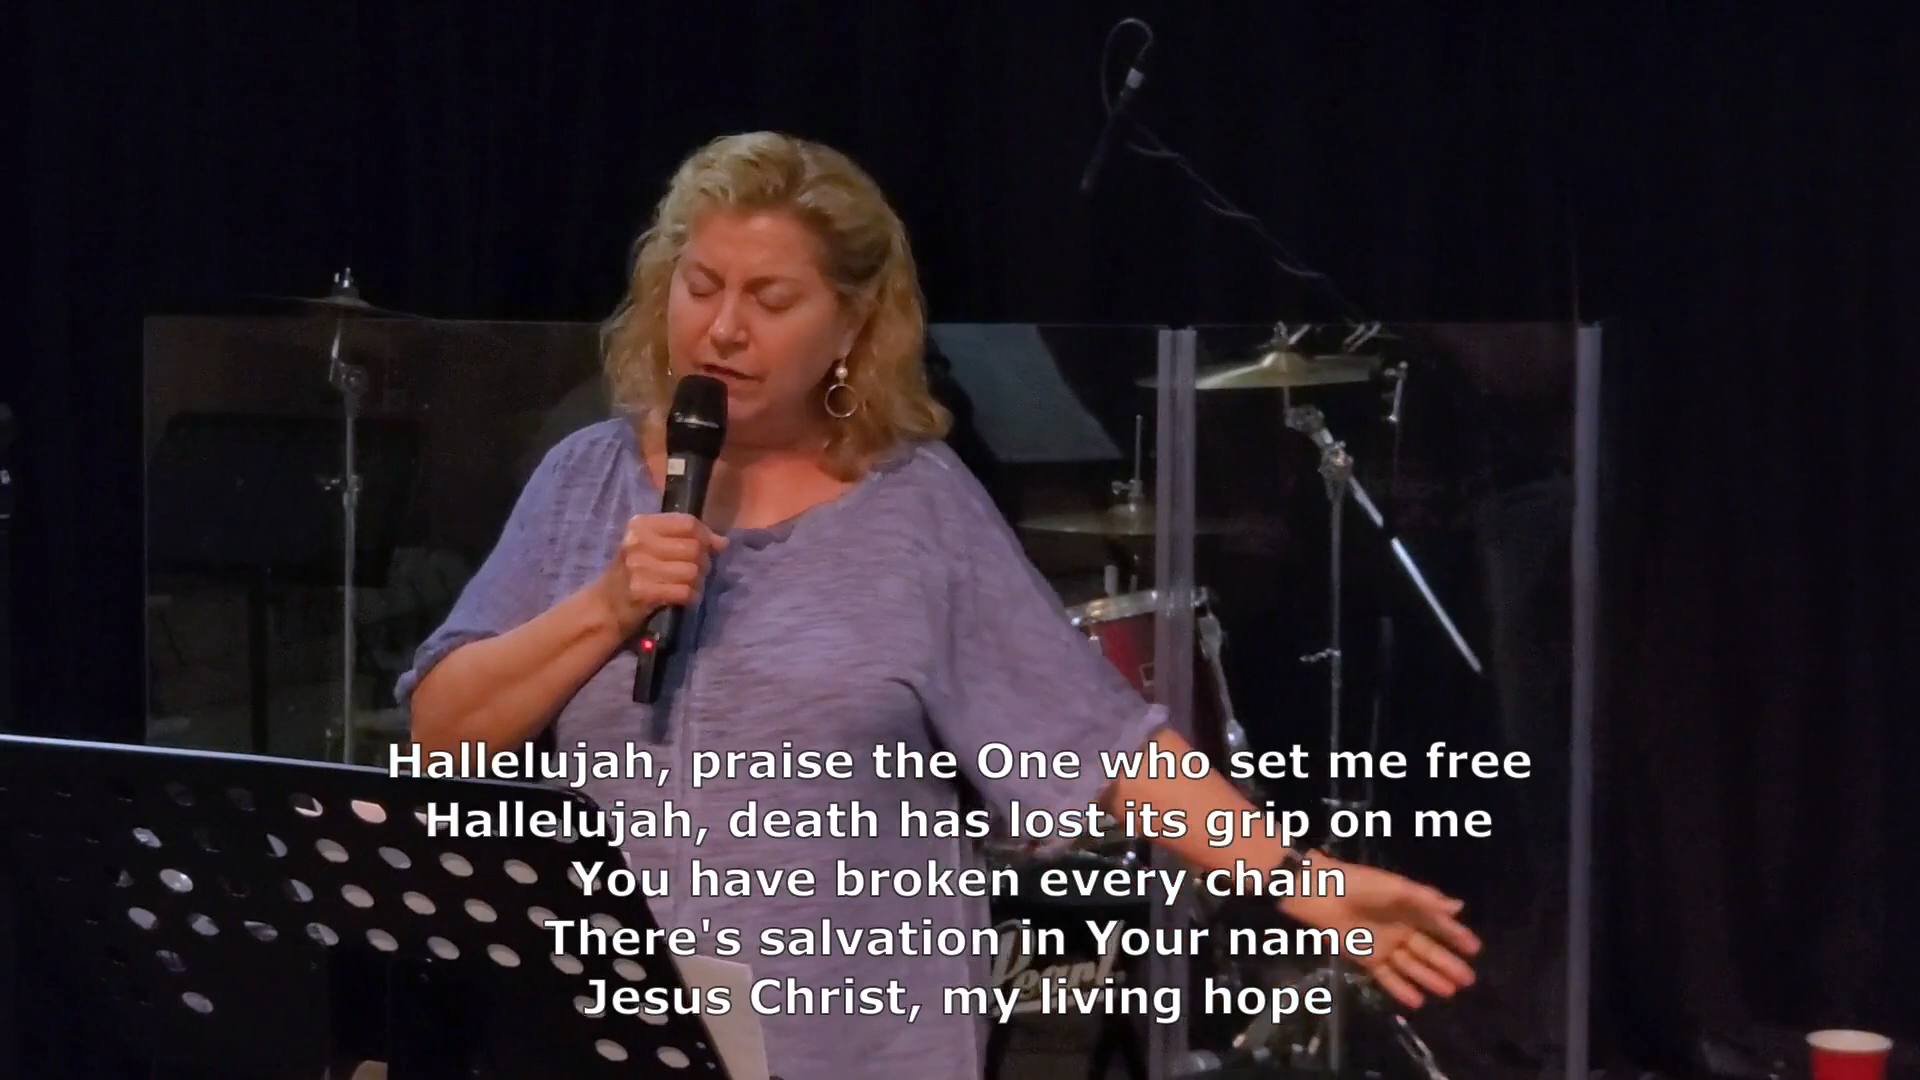 Hallelujah, praise the One who set me free
Hallelujah, death has lost its grip on me
You have broken every chain
There's salvation in Your name
Jesus Christ, my living hope
Pearl